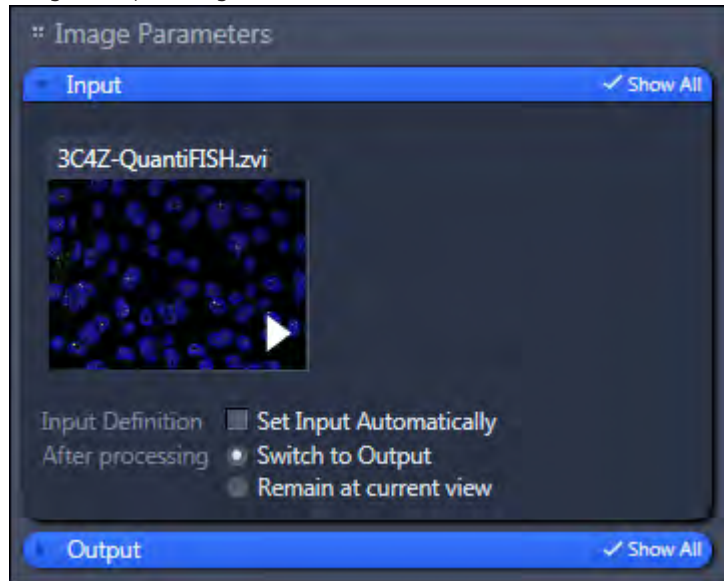 Image Parameters
Input ✓ Show All
3C4Z-QuantiFISH.zvi
Input Definition Set Input Automatically
After processing Switch to Output
Remain at current view
Output ✓ Show All